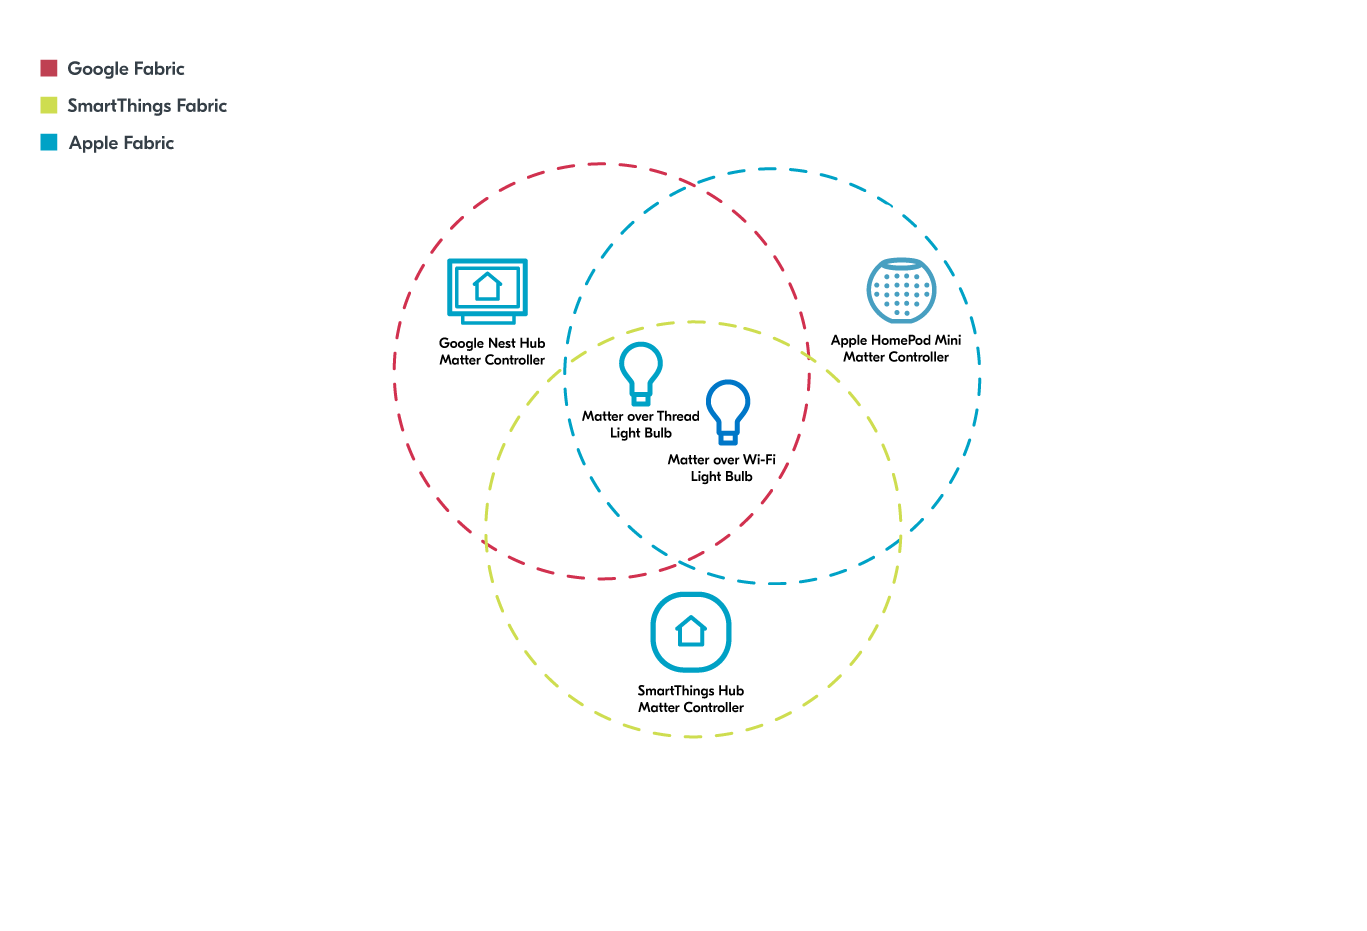 Google Fabric
SmartThings Fabric
Apple Fabric
Google Nest Hub
Matter Controller
Apple HomePod Mini
Matter Controller
Matter over Thread
Light Bulb
Matter over Wi-Fi
Light Bulb
SmartThings Hub
Matter Controller